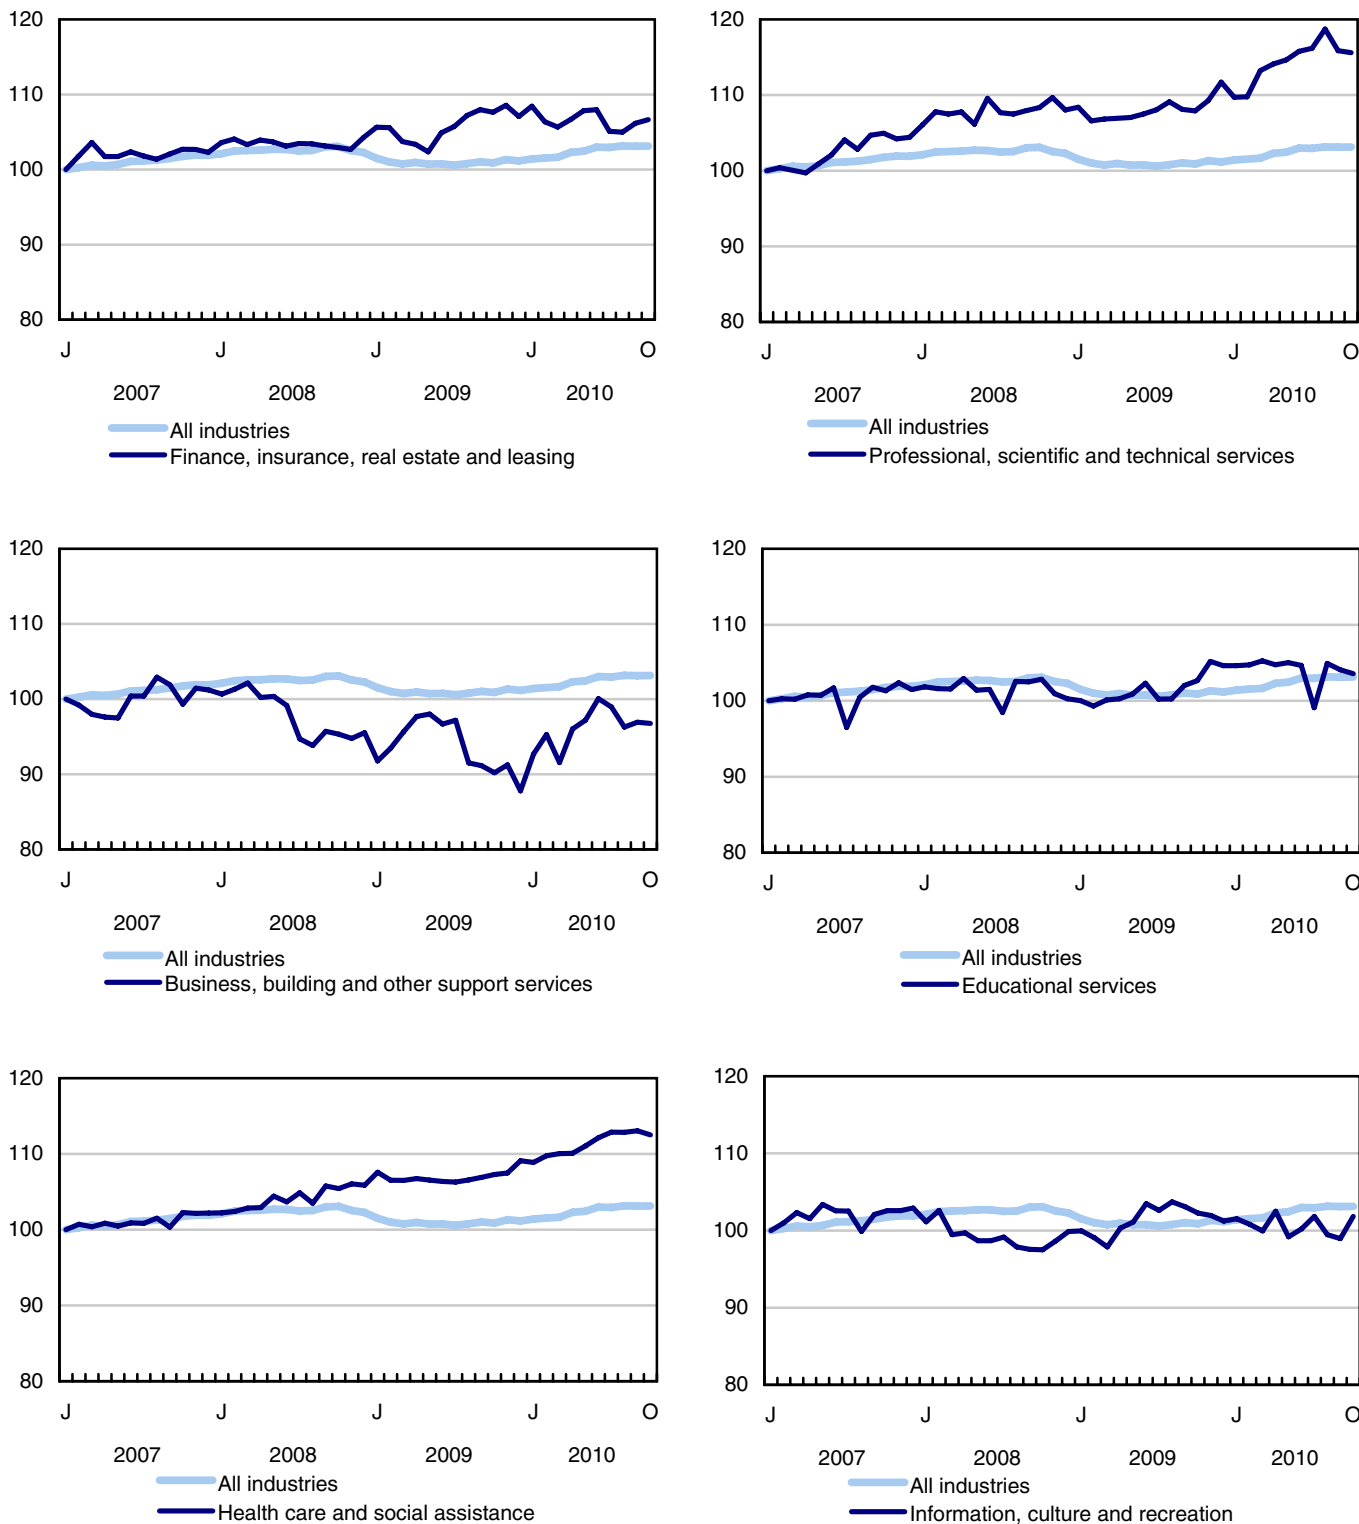 120
110
100
90
80
J J J J O
2007 2008 2009 2010
All industries
Finance, insurance, real estate and leasing
120
110
100
90
80
J J J J O
2007 2008 2009 2010
All industries
Professional, scientific and technical services
120
110
100
90
80
J J J J O
2007 2008 2009 2010
All industries
Business, building and other support services
120
110
100
90
80
J J J J O
2007 2008 2009 2010
All industries
Educational services
120
110
100
90
80
J J J J O
2007 2008 2009 2010
All industries
Health care and social assistance
120
110
100
90
80
J J J J O
2007 2008 2009 2010
All industries
Information, culture and recreation